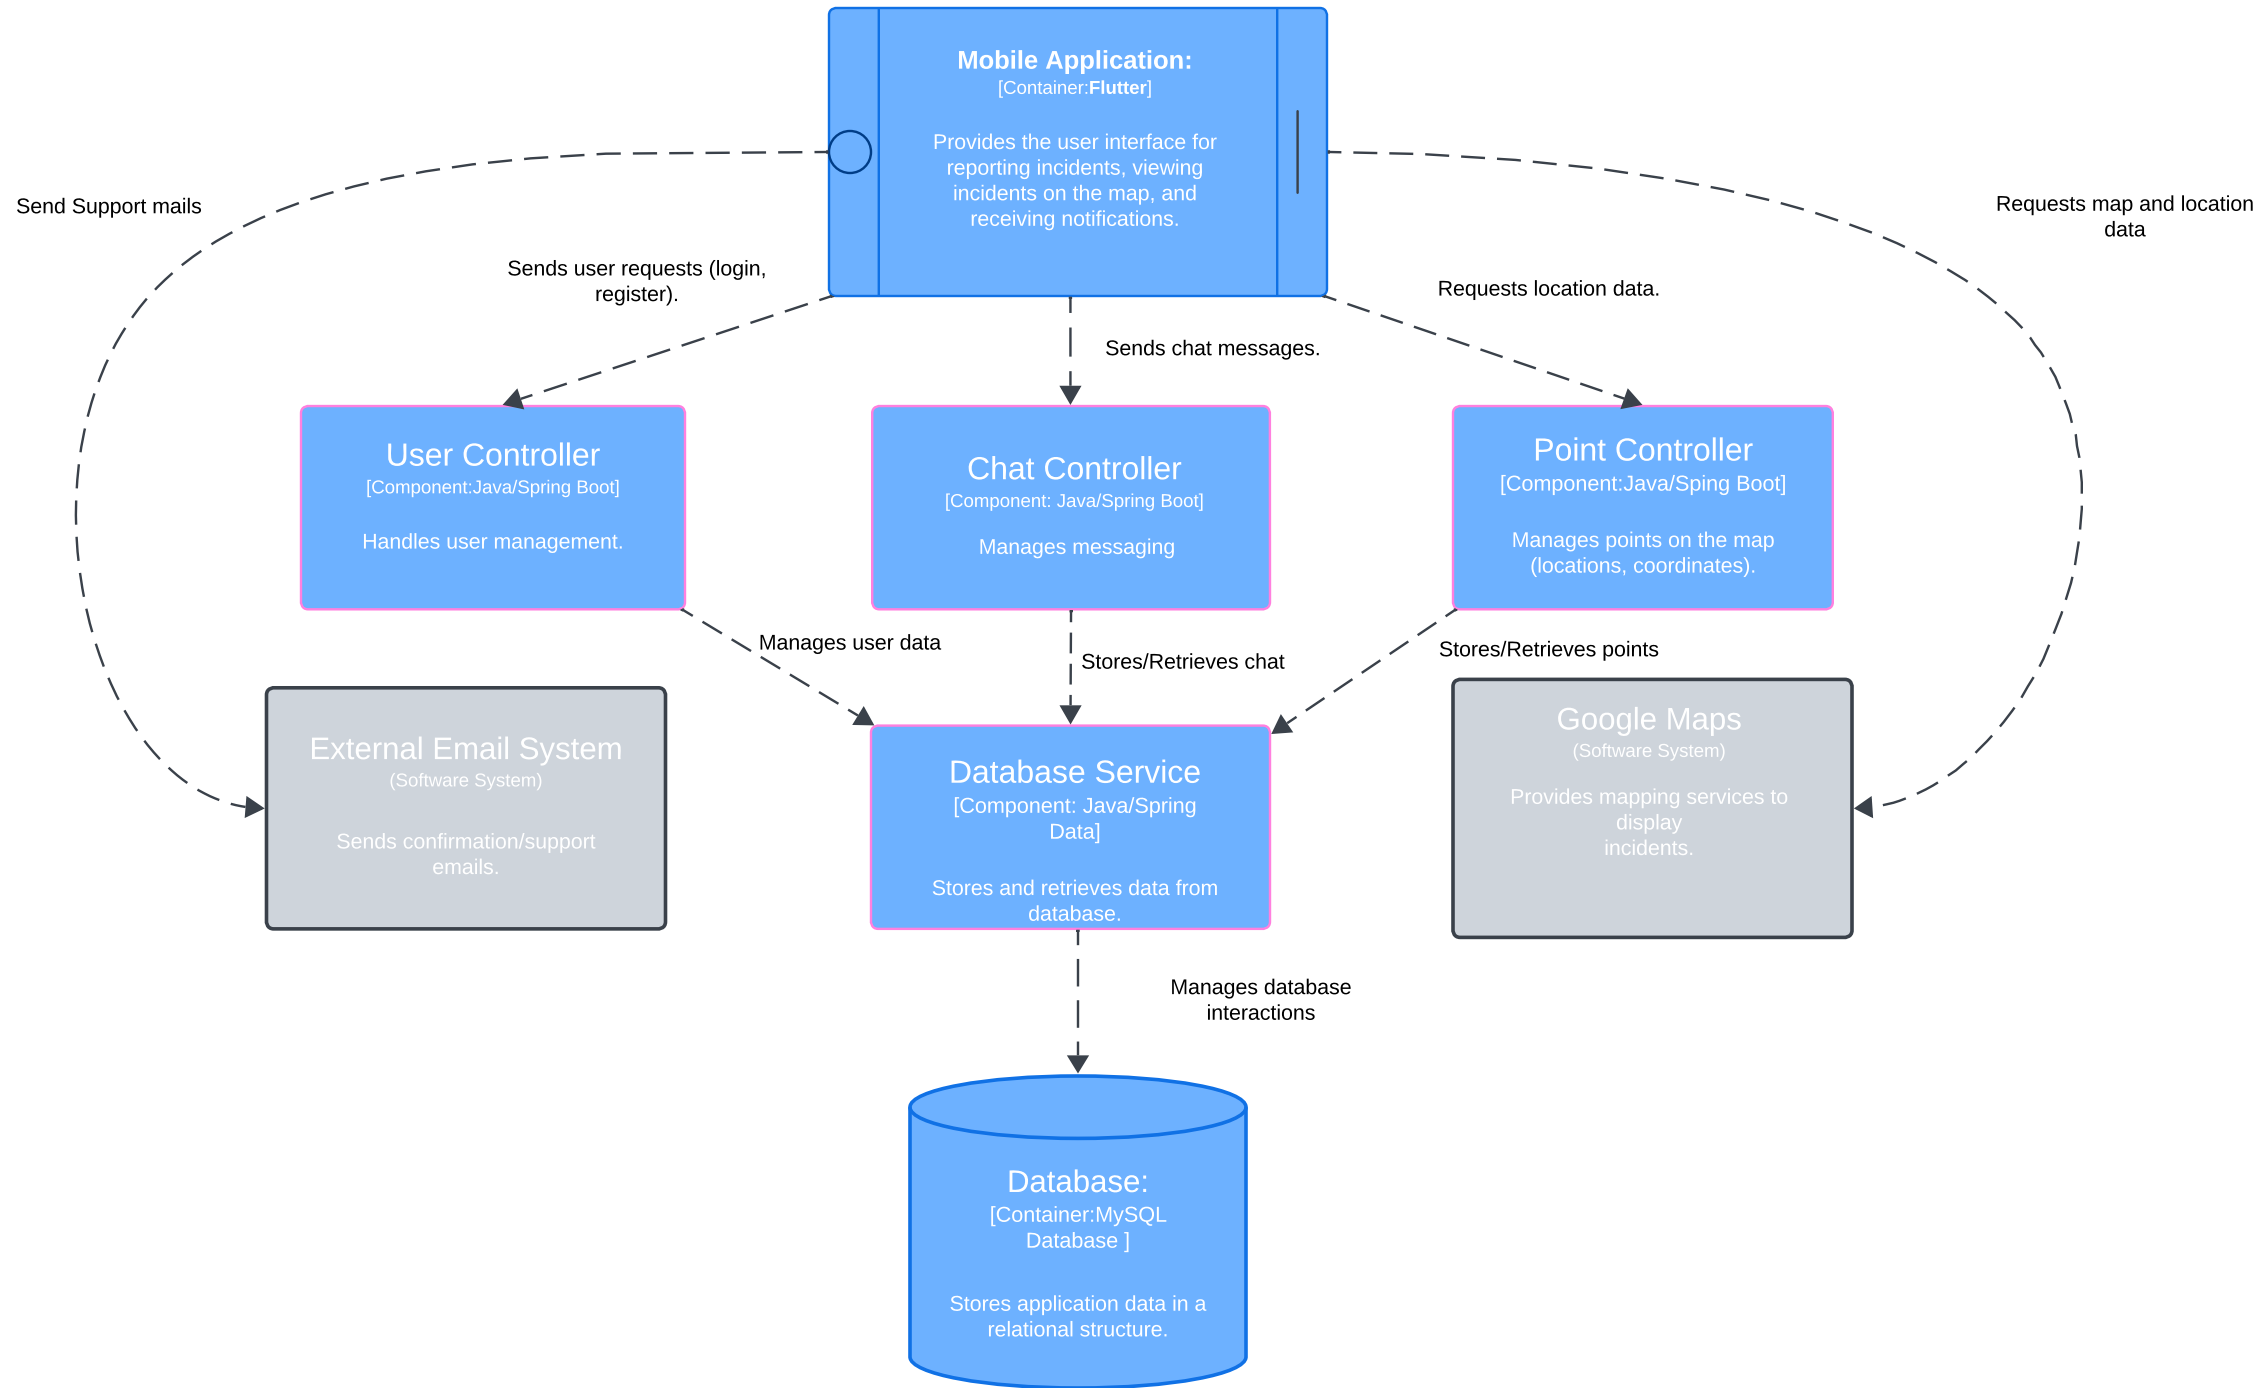 Mobile Application:
[Container:Flutter]
Provides the user interface for
reporting incidents, viewing
incidents on the map, and
receiving notifications.
Send Support mails
Requests map and location
data
Sends user requests (login,
register).
Requests location data.
Sends chat messages.
User Controller
[Component:Java/Spring Boot]
Handles user management.
Chat Controller
[Component: Java/Spring Boot]
Manages messaging
Point Controller
[Component:Java/Sping Boot]
Manages points on the map
(locations, coordinates).
Manages user data
Stores/Retrieves chat
Stores/Retrieves points
External Email System
(Software System)
Sends confirmation/support
emails.
Database Service
[Component: Java/Spring
Data]
Stores and retrieves data from
database.
Google Maps
(Software System)
Provides mapping services to
display
incidents.
Manages database
interactions
Database:
[Container:MySQL
Database ]
Stores application data in a
relational structure.